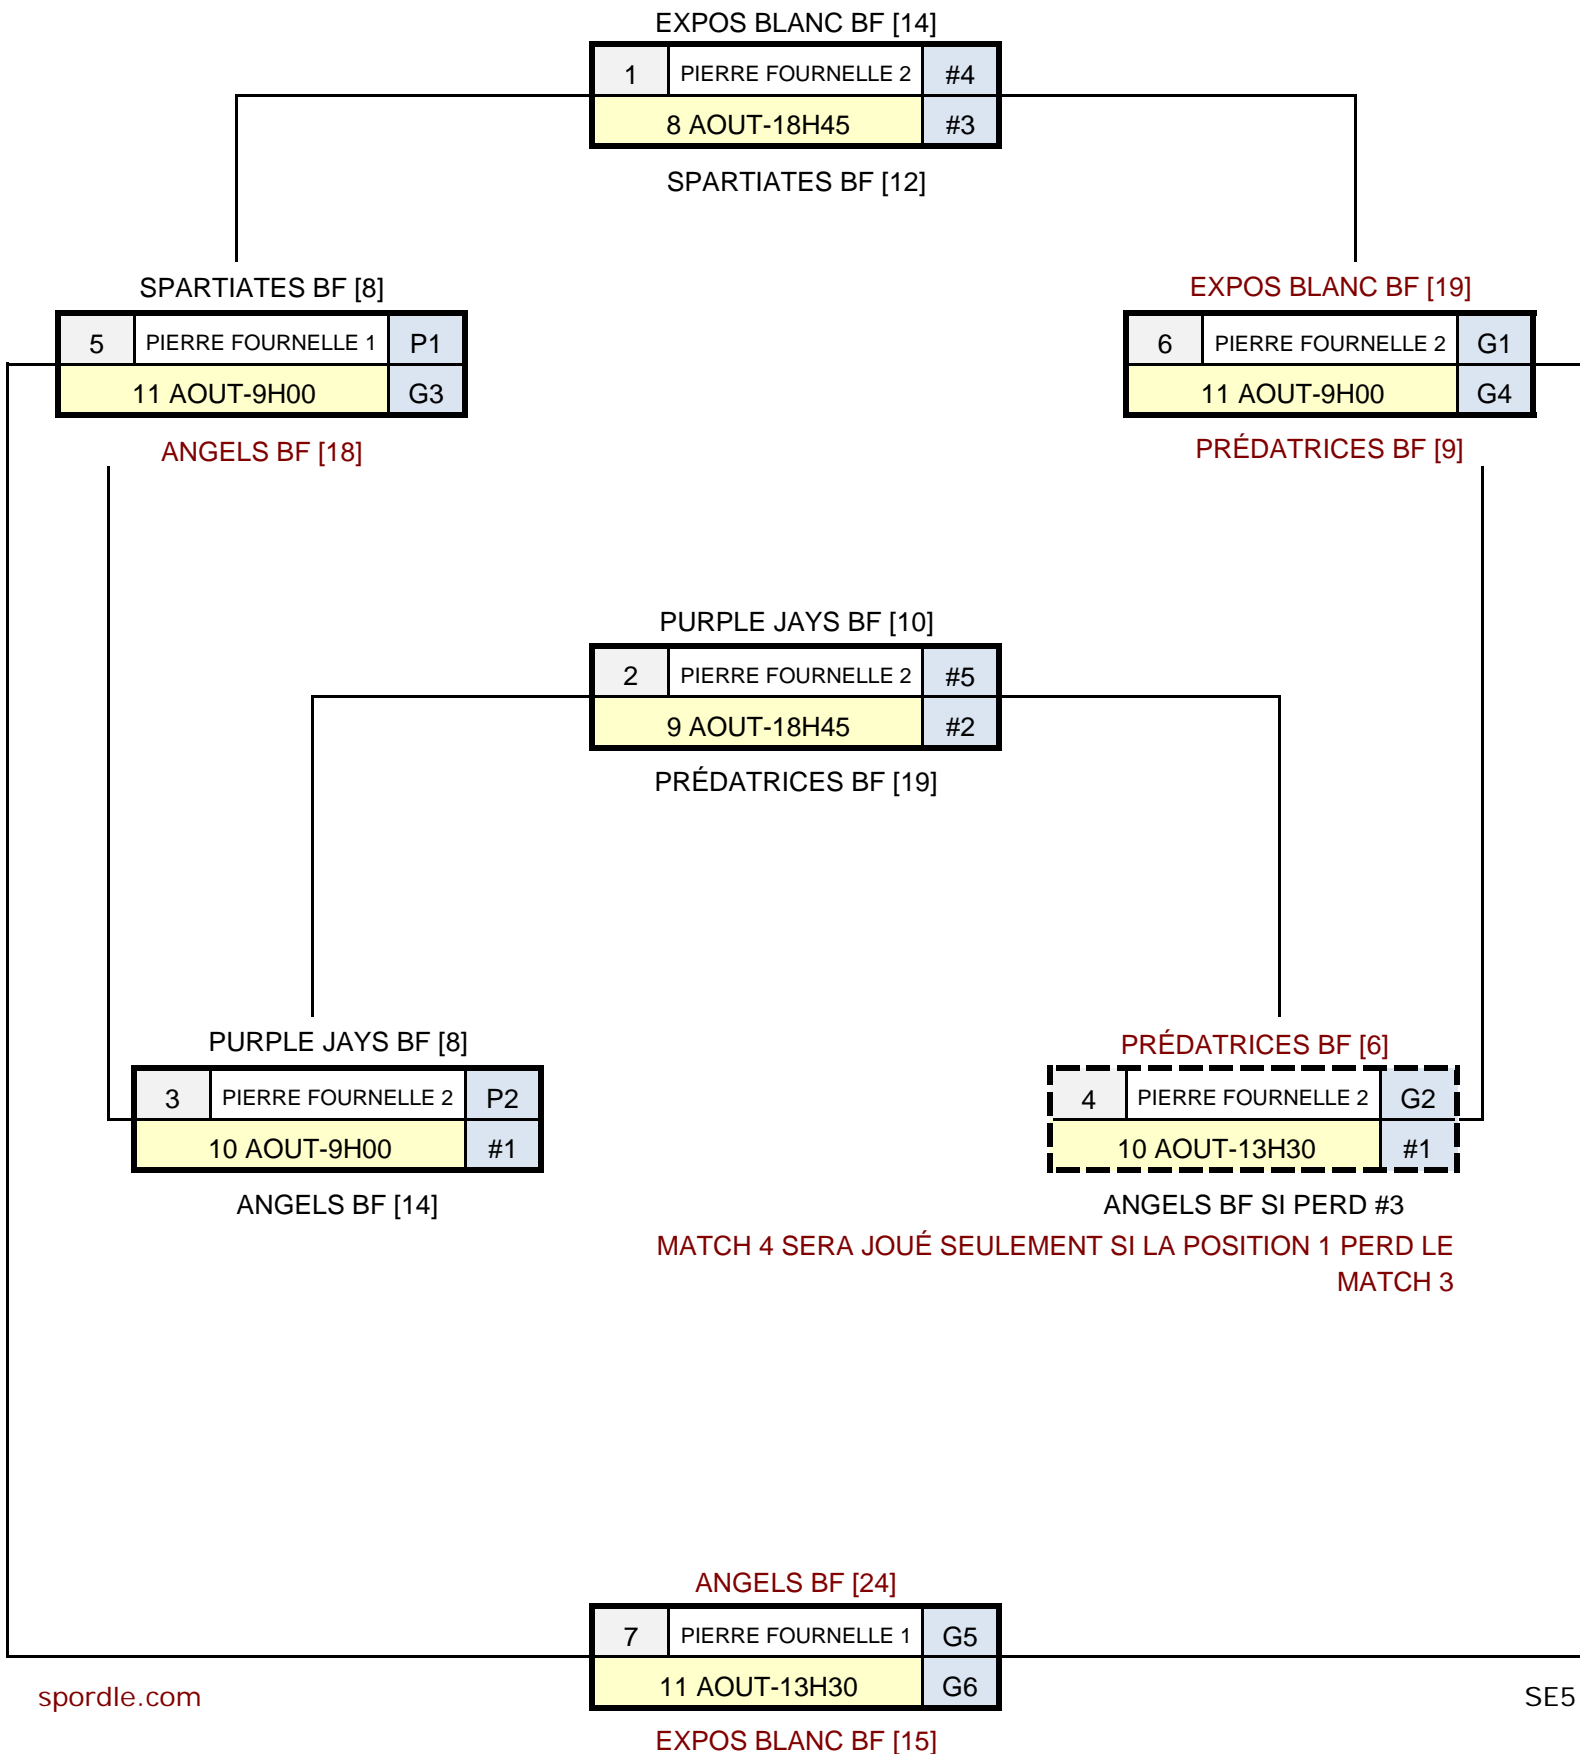 EXPOS BLANC BF [14]
1 PIERRE FOURNELLE 2 #4
8 AOUT-18H45 #3
SPARTIATES BF [12]
SPARTIATES BF [8]
5 PIERRE FOURNELLE 1 P1
11 AOUT-9H00 G3
ANGELS BF [18]
EXPOS BLANC BF [19]
6 PIERRE FOURNELLE 2 G1
11 AOUT-9H00 G4
PRÉDATRICES BF [9]
PURPLE JAYS BF [10]
2 PIERRE FOURNELLE 2 #5
9 AOUT-18H45 #2
PRÉDATRICES BF [19]
PURPLE JAYS BF [8]
3 PIERRE FOURNELLE 2 P2
10 AOUT-9H00 #1
ANGELS BF [14]
PRÉDATRICES BF [6]
4 PIERRE FOURNELLE 2 G2
10 AOUT-13H30 #1
ANGELS BF SI PERD #3
MATCH 4 SERA JOUÉ SEULEMENT SI LA POSITION 1 PERD LE
MATCH 3
ANGELS BF [24]
7 PIERRE FOURNELLE 1 G5
11 AOUT-13H30 G6
EXPOS BLANC BF [15]
spordle.com
SE5